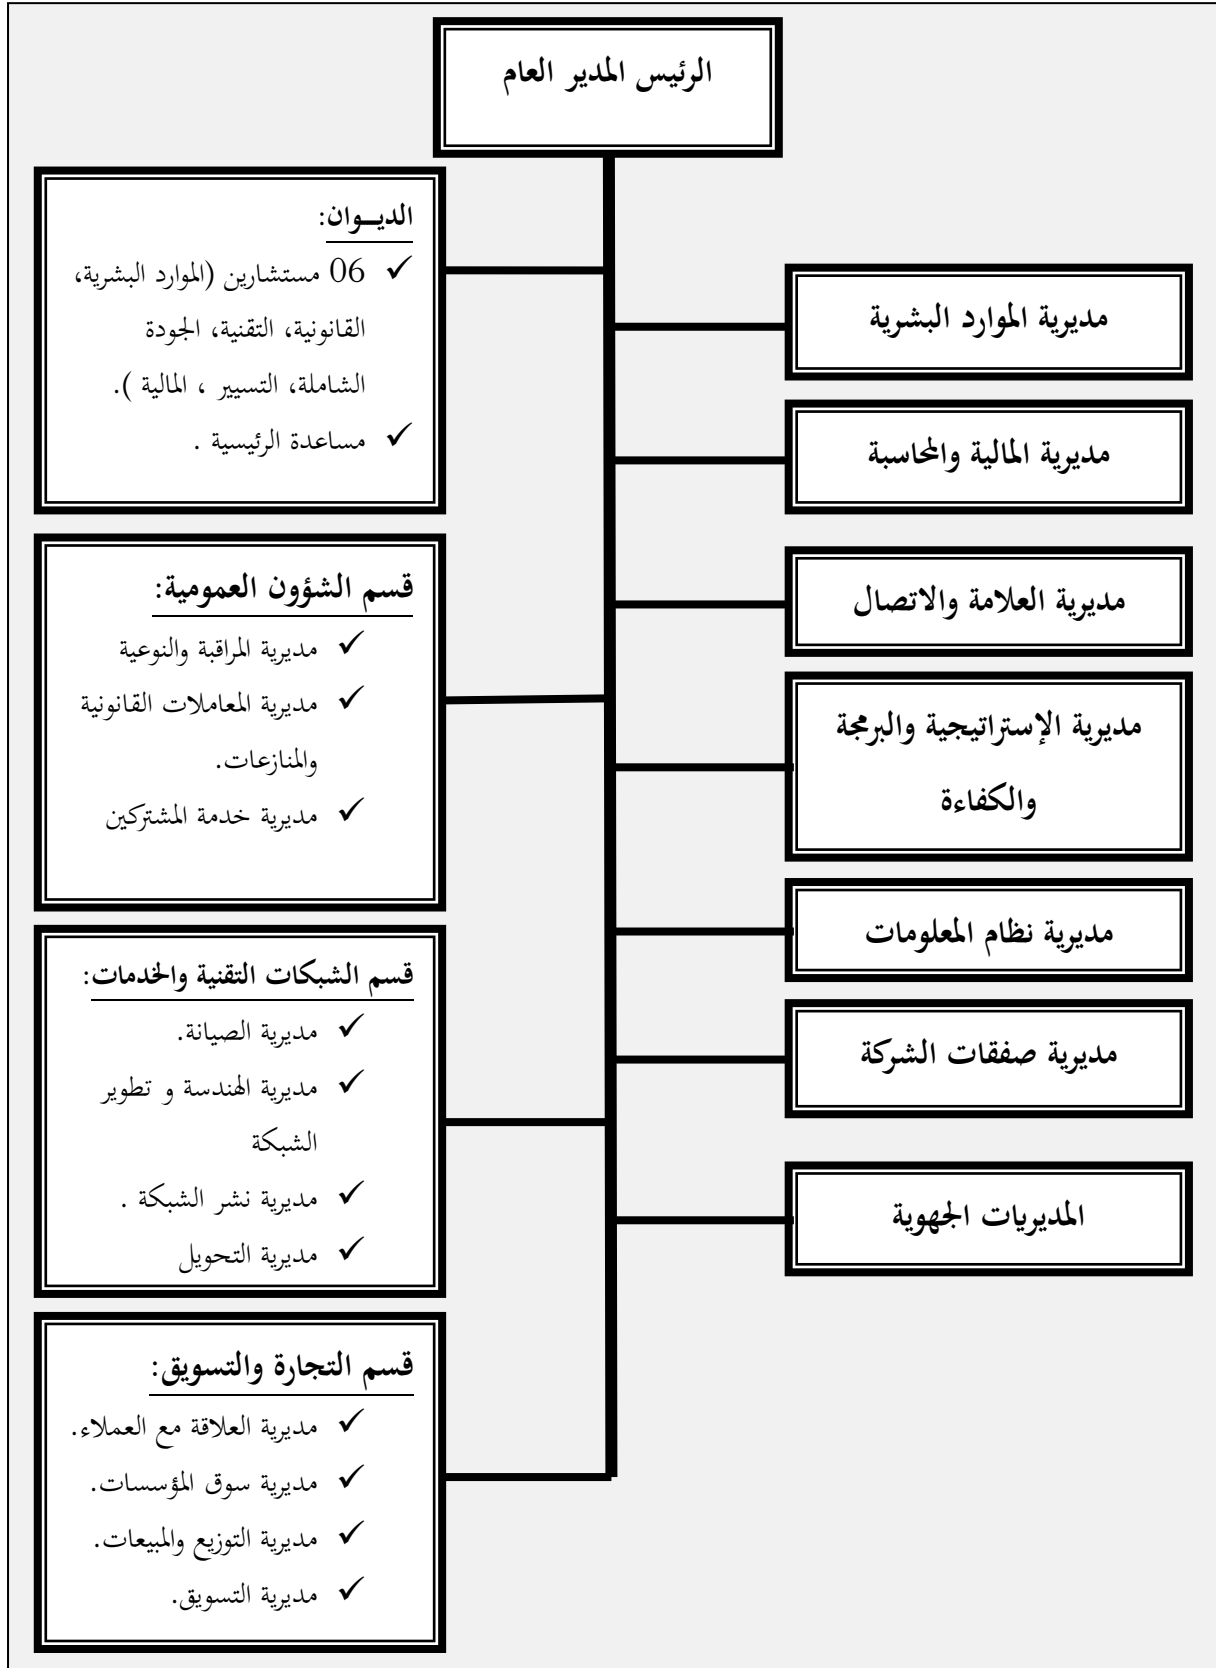 الرئيس المدير العام
الديـــوان:
✓ 06 مستشارين (الموارد البشرية،
القانونية، التقنية، الجودة
الشاملة، التسيير ، المالية ).
✓ مساعدة الرئيسية .
مديرية الموارد البشرية
مديرية المالية والمحاسبة
قسم الشؤون العمومية:
✓ مديرية المراقبة والنوعية
✓ مديرية المعاملات القانونية
والمنازعات.
✓ مديرية خدمة المشتركين
مديرية العلامة والاتصال
مديرية الإستراتيجية والبرمجة
والكفاءة
مديرية نظام المعلومات
قسم الشبكات التقنية والخدمات:
✓ مديرية الصيانة.
✓ مديرية الهندسة و تطوير
الشبكة
✓ مديرية نشر الشبكة .
✓ مديرية التحويل
مديرية صفقات الشركة
المديريات الجهوية
قسم التجارة والتسويق:
✓ مديرية العلاقة مع العملاء.
✓ مديرية سوق المؤسسات.
✓ مديرية التوزيع والمبيعات.
✓ مديرية التسويق.